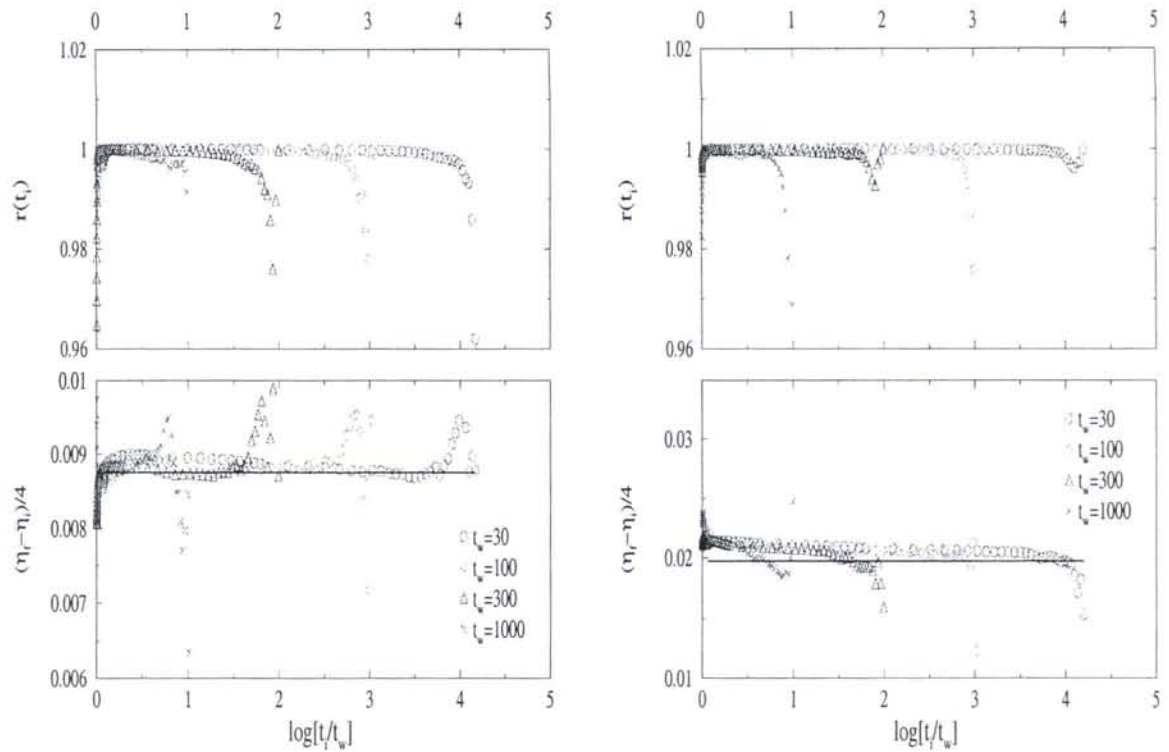 0 1 2 3 4 5
1.02
1
0.98
0.96
r(t_i)
0.01
0.009
0.008
0.007
0.006
(η_f−η_i)/4
t_w=30
t_w=100
t_w=300
t_w=1000
0 1 2 3 4 5
log[t_i/t_w]
0 1 2 3 4 5
1.02
1
0.98
0.96
r(t_i)
0.03
0.02
0.01
(η_f−η_i)/4
t_w=30
t_w=100
t_w=300
t_w=1000
0 1 2 3 4 5
log[t_i/t_w]